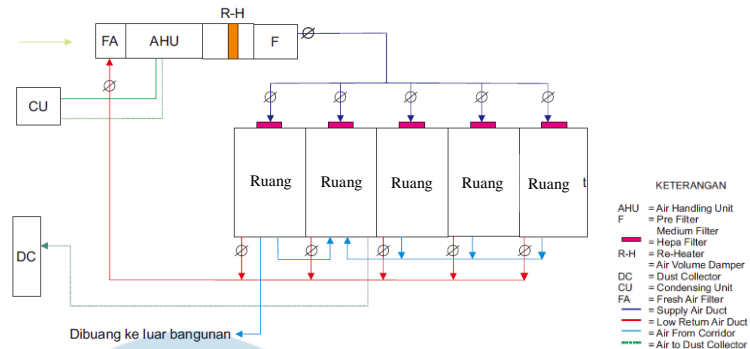 R-H
FA AHU F
CU
Ruang Ruang Ruang Ruang Ruang t
DC
Dibuang ke luar bangunan
KETERANGAN
AHU = Air Handling Unit
F = Pre Filter
Medium Filter
= Hepa Filter
R-H = Re-Heater
= Air Volume Damper
DC = Dust Collector
CU = Condensing Unit
FA = Fresh Air Filter
= Supply Air Duct
= Low Return Air Duct
= Air From Corridor
= Air to Dust Collector